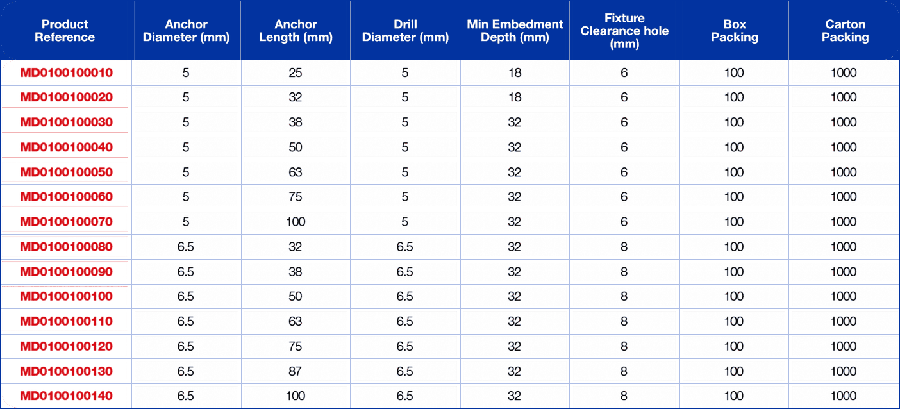 Product Reference Anchor Diameter (mm) Anchor Length (mm) Drill Diameter (mm) Min Embedment Depth (mm) Fixture Clearance hole (mm) Box Packing Carton Packing
MD0100100010 5 25 5 18 6 100 1000
MD0100100020 5 32 5 18 6 100 1000
MD0100100030 5 38 5 32 6 100 1000
MD0100100040 5 50 5 32 6 100 1000
MD0100100050 5 63 5 32 6 100 1000
MD0100100060 5 75 5 32 6 100 1000
MD0100100070 5 100 5 32 6 100 1000
MD0100100080 6.5 32 6.5 32 8 100 1000
MD0100100090 6.5 38 6.5 32 8 100 1000
MD0100100100 6.5 50 6.5 32 8 100 1000
MD0100100110 6.5 63 6.5 32 8 100 1000
MD0100100120 6.5 75 6.5 32 8 100 1000
MD0100100130 6.5 87 6.5 32 8 100 1000
MD0100100140 6.5 100 6.5 32 8 100 1000